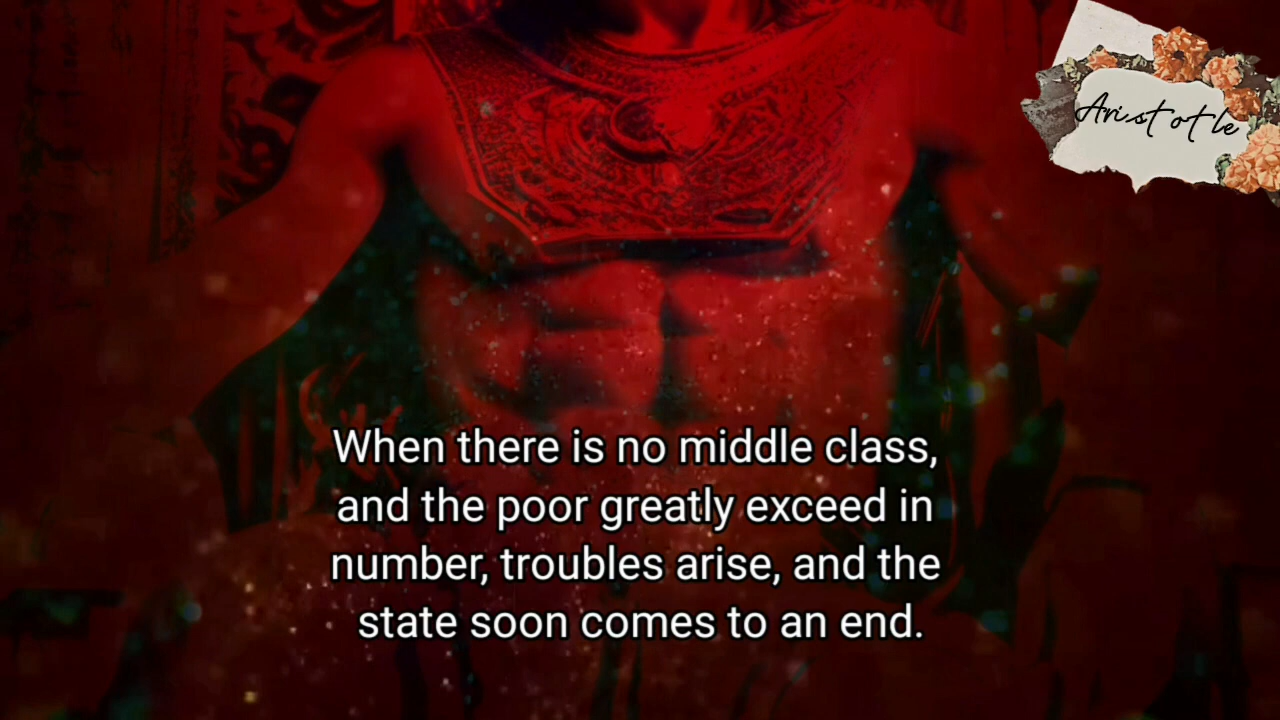 Aristotle
When there is no middle class,
and the poor greatly exceed in
number, troubles arise, and the
state soon comes to an end.